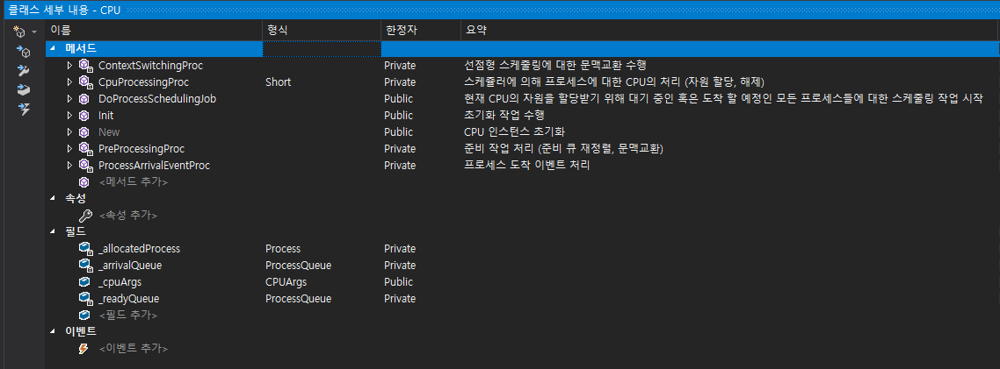 클래스 세부 내용 - CPU
이름 형식 한정자 요약
메서드
ContextSwitchingProc Private 선점형 스케줄링에 대한 문맥교환 수행
CpuProcessingProc Short Private 스케쥴러에 의해 프로세스에 대한 CPU의 처리 (자원 할당, 해제)
DoProcessSchedulingJob Public 현재 CPU의 자원을 할당받기 위해 대기 중인 혹은 도착 할 예정인 모든 프로세스들에 대한 스케줄링 작업 시작
Init Public 초기화 작업 수행
New Public CPU 인스턴스 초기화
PreProcessingProc Private 준비 작업 처리 (준비 큐 재정렬, 문맥교환)
ProcessArrivalEventProc Private 프로세스 도착 이벤트 처리
<메서드 추가>
속성
<속성 추가>
필드
_allocatedProcess Process Private
_arrivalQueue ProcessQueue Private
_cpuArgs CPUArgs Public
_readyQueue ProcessQueue Private
<필드 추가>
이벤트
<이벤트 추가>